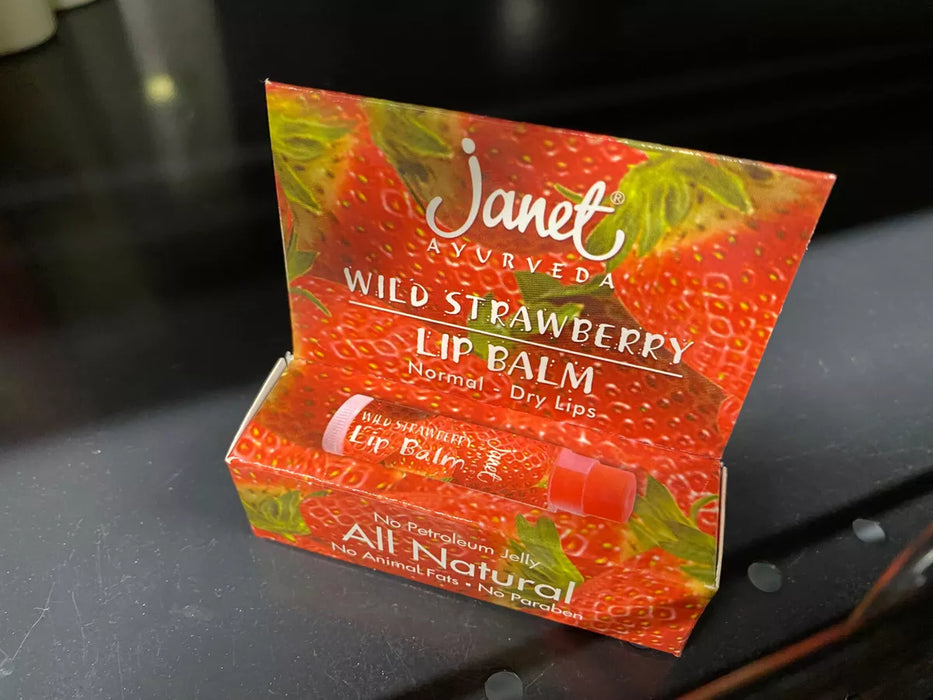 Janet®
AYURVEDA
WILD STRAWBERRY
LIP BALM
Normal - Dry Lips
WILD STRAWBERRY
Lip Balm
Janet
No Petroleum Jelly
All Natural
No Animal Fats • No Paraben